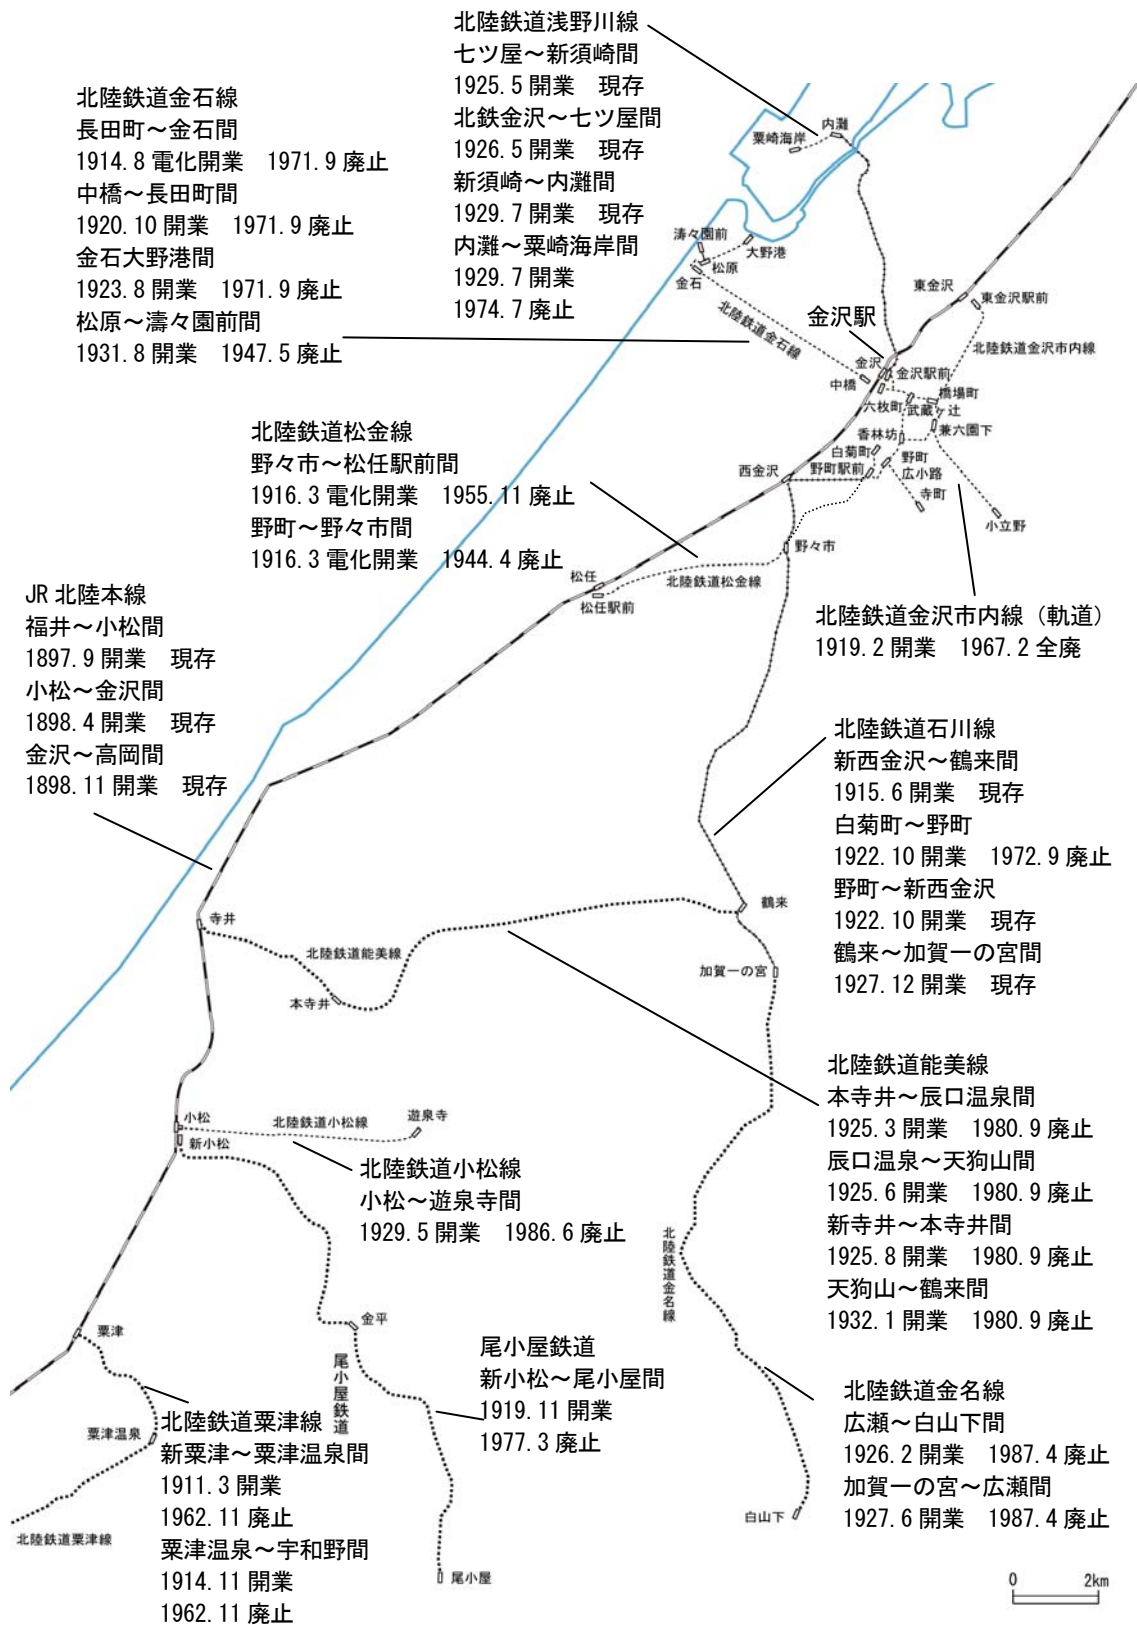 北陸鉄道浅野川線
七ツ屋～新須崎間
1925.5 開業　現存
北鉄金沢～七ツ屋間
1926.5 開業　現存
新須崎～内灘間
1929.7 開業　現存
内灘～粟崎海岸間
1929.7 開業
1974.7 廃止
北陸鉄道金石線
長田町～金石間
1914.8 電化開業　1971.9 廃止
中橋～長田町間
1920.10 開業　1971.9 廃止
金石大野港間
1923.8 開業　1971.9 廃止
松原～濤々園前間
1931.8 開業　1947.5 廃止
内灘
粟崎海岸
涛々園前
大野港
松原
金石
北陸鉄道金石線
東金沢
東金沢駅前
金沢駅
北陸鉄道金沢市内線
金沢
金沢駅前
中橋
橋場町
六枚町
武蔵ヶ辻
兼六園下
香林坊
白菊町
野町
西金沢
野町駅前
広小路
寺町
小立野
野々市
北陸鉄道松金線
野々市～松任駅前間
1916.3 電化開業　1955.11 廃止
野町～野々市間
1916.3 電化開業　1944.4 廃止
松任
松任駅前
北陸鉄道松金線
北陸鉄道金沢市内線（軌道）
1919.2 開業　1967.2 全廃
JR 北陸本線
福井～小松間
1897.9 開業　現存
小松～金沢間
1898.4 開業　現存
金沢～高岡間
1898.11 開業　現存
北陸鉄道石川線
新西金沢～鶴来間
1915.6 開業　現存
白菊町～野町
1922.10 開業　1972.9 廃止
野町～新西金沢
1922.10 開業　現存
鶴来～加賀一の宮間
1927.12 開業　現存
鶴来
寺井
北陸鉄道能美線
加賀一の宮
本寺井
北陸鉄道能美線
本寺井～辰口温泉間
1925.3 開業　1980.9 廃止
辰口温泉～天狗山間
1925.6 開業　1980.9 廃止
新寺井～本寺井間
1925.8 開業　1980.9 廃止
天狗山～鶴来間
1932.1 開業　1980.9 廃止
小松
新小松
北陸鉄道小松線
遊泉寺
北陸鉄道小松線
小松～遊泉寺間
1929.5 開業　1986.6 廃止
北陸鉄道金名線
粟津
金平
尾小屋鉄道
尾小屋鉄道
新小松～尾小屋間
1919.11 開業
1977.3 廃止
北陸鉄道金名線
広瀬～白山下間
1926.2 開業　1987.4 廃止
加賀一の宮～広瀬間
1927.6 開業　1987.4 廃止
粟津温泉
北陸鉄道粟津線
新粟津～粟津温泉間
1911.3 開業
1962.11 廃止
粟津温泉～宇和野間
1914.11 開業
1962.11 廃止
北陸鉄道粟津線
白山下
尾小屋
0 2km